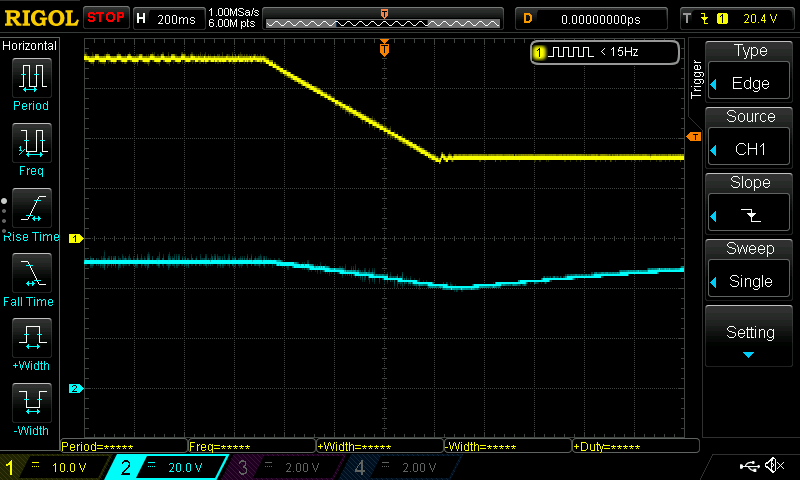 RIGOL STOP H 200ms 1.00MSa/s 6.00M pts D 0.00000000ps T 1 20.4 V
Horizontal
Period
Freq
Rise Time
Fall Time
+Width
-Width
T
1 < 15Hz
T
1
2
Trigger
Type
Edge
Source
CH1
Slope
Sweep
Single
Setting
Period=***** Freq=***** +Width=***** -Width=***** +Duty=*****
1 = 10.0 V 2 = 20.0 V 3 = 2.00 V 4 = 2.00 V